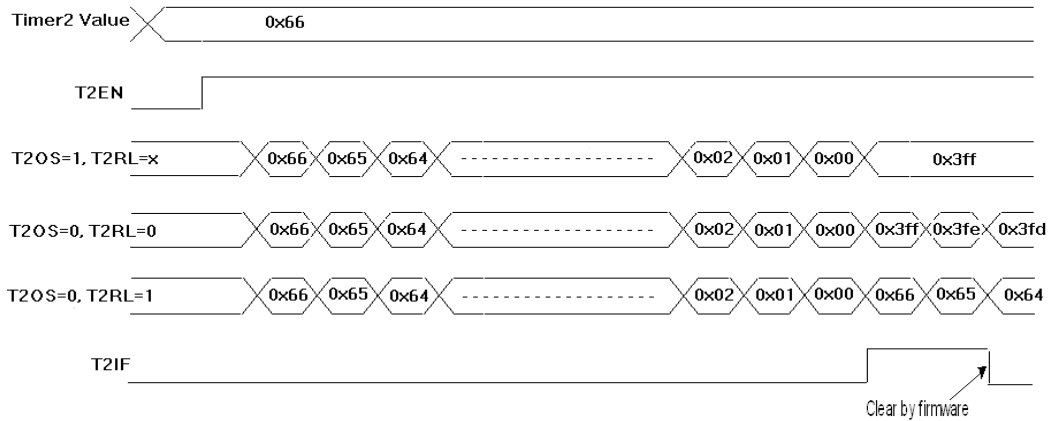 Timer2 Value 0x66
T2EN
T2OS=1, T2RL=x 0x66 0x65 0x64 0x02 0x01 0x00 0x3ff
T2OS=0, T2RL=0 0x66 0x65 0x64 0x02 0x01 0x00 0x3ff 0x3fe 0x3fd
T2OS=0, T2RL=1 0x66 0x65 0x64 0x02 0x01 0x00 0x66 0x65 0x64
T2IF
Clear by firmware